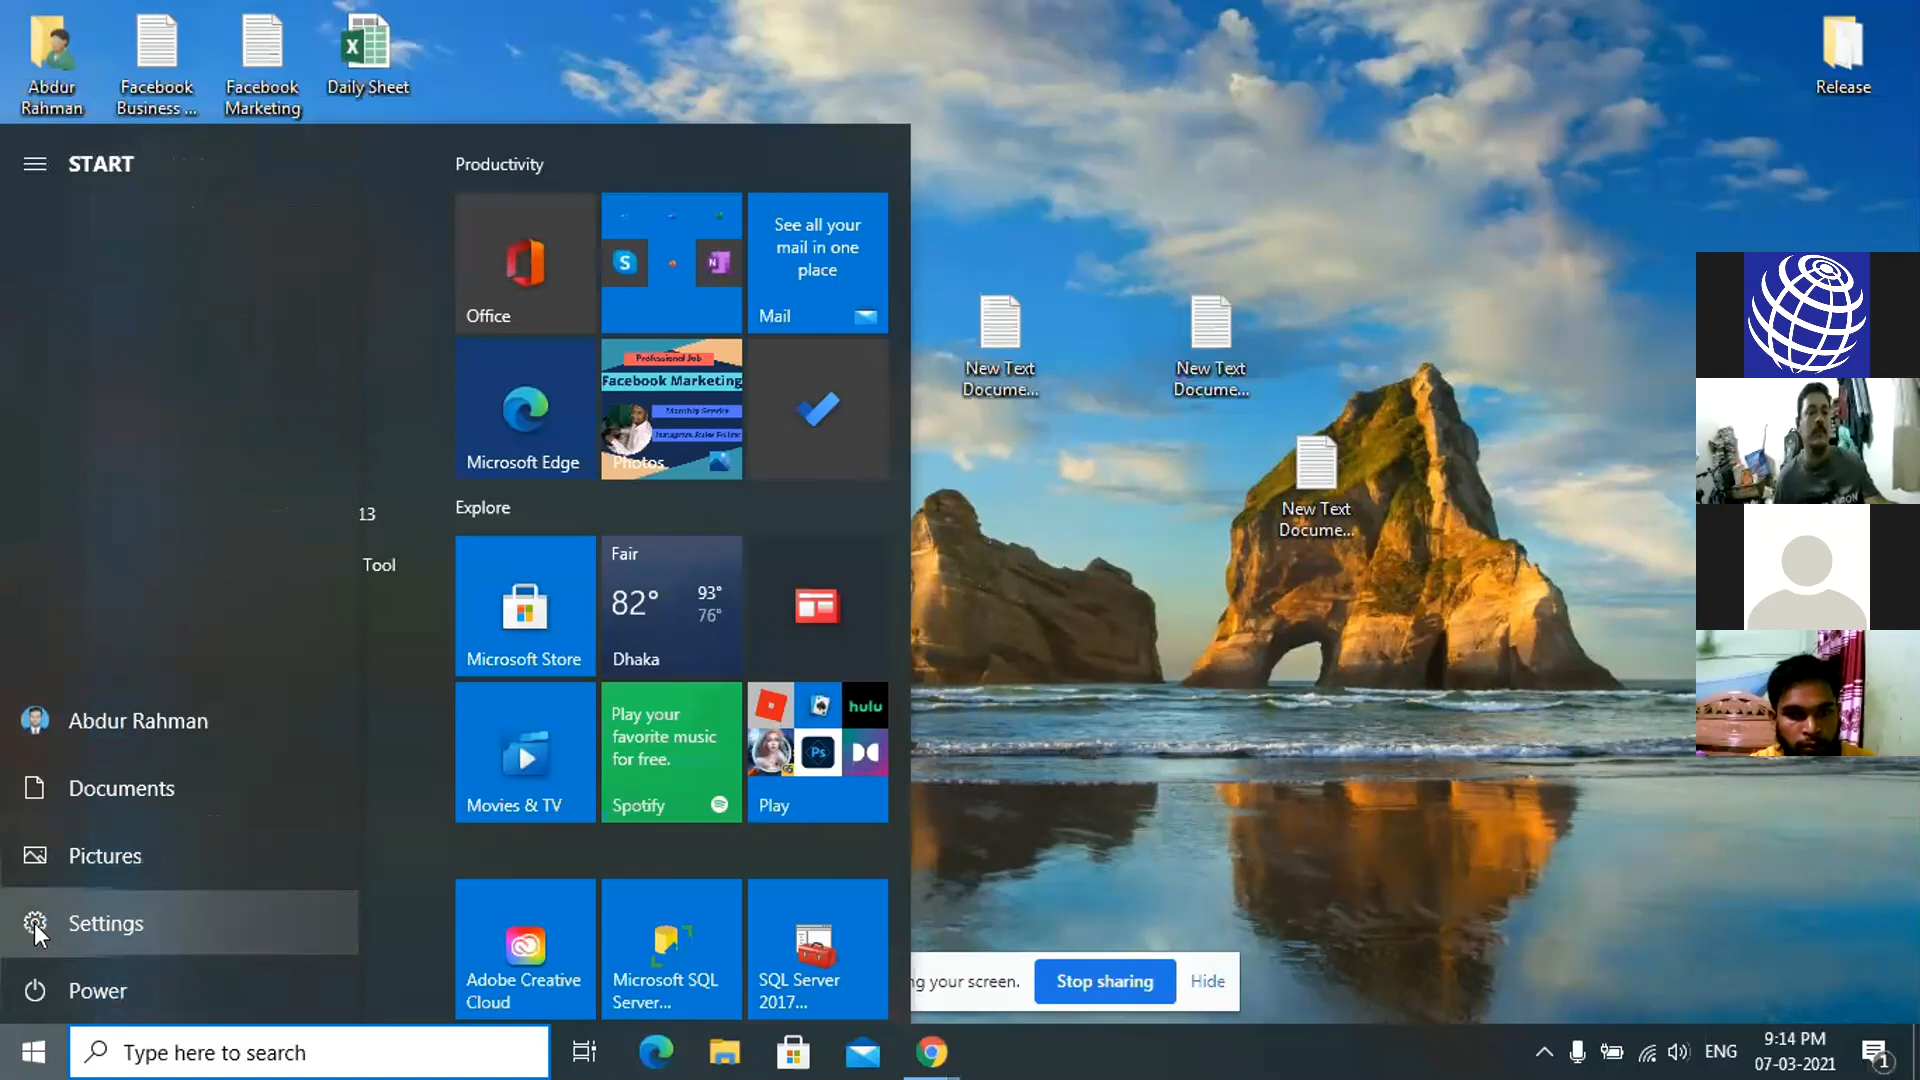 Abdur
Rahman
Facebook
Business ...
Facebook
Marketing
Daily Sheet
Release
START
Productivity
Office
See all your
mail in one
place
Mail
Microsoft Edge
Professional Job
Facebook Marketing
Monthly Service
Photos
Explore
13
Tool
Microsoft Store
Fair
82°
93°
76°
Dhaka
Movies & TV
Play your
favorite music
for free.
Spotify
hulu
Ps
Play
Adobe Creative
Cloud
Microsoft SQL
Server...
SQL Server
2017...
Abdur Rahman
Documents
Pictures
Settings
Power
New Text
Docume...
New Text
Docume...
New Text
Docume...
ng your screen.
Stop sharing
Hide
Type here to search
ENG
9:14 PM
07-03-2021
1